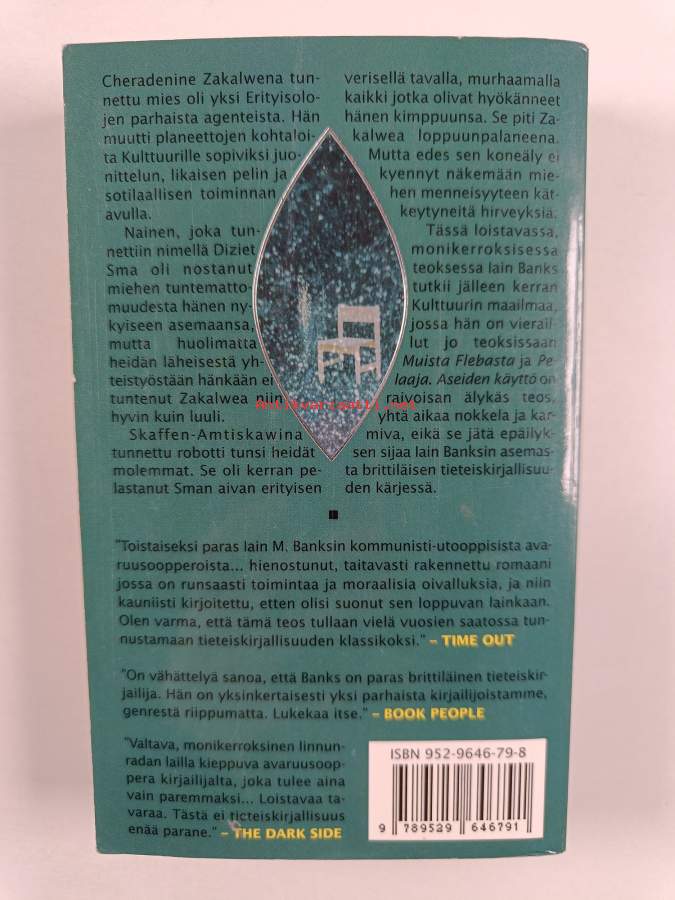 Cheradenine Zakalwena tun-
nettu mies oli yksi Erityisolo-
jen parhaista agenteista. Hän
muutti planeettojen kohtaloi-
ta Kulttuurille sopiviksi juo-
nittelun, likaisen pelin ja
sotilaallisen toiminnan
avulla.
Nainen, joka tun-
nettiin nimellä Diziet
Sma oli nostanut
miehen tuntematto-
muudesta hänen ny-
kyiseen asemaansa,
mutta huolimatta
heidän läheisestä yh-
teistyöstään hänkään ei
tuntenut Zakalwea niin
hyvin kuin luuli.
Skaffen-Amtiskawina
tunnettu robotti tunsi heidät
molemmat. Se oli kerran pe-
lastanut Sman aivan erityisen
verisellä tavalla, murhaamalla
kaikki jotka olivat hyökänneet
hänen kimppuunsa. Se piti Za-
kalwea loppuunpalaneena.
Mutta edes sen koneäly ei
kyennyt näkemään mie-
hen menneisyyteen kät-
keytyneitä hirveyksiä.
Tässä loistavassa,
monikerroksisessa
teoksessa Iain Banks
tutkii jälleen kerran
Kulttuurin maailmaa,
jossa hän on vierail-
lut jo teoksissaan
Muista Flebasta ja Pe-
laaja. Aseiden käyttö on
raivoisan älykäs teos,
yhtä aikaa nokkela ja kar-
miva, eikä se jätä epäilyk-
sen sijaa Iain Banksin asemas-
ta brittiläisen tieteiskirjallisuu-
den kärjessä.
Antikvariaatti.net
"Toistaiseksi paras Iain M. Banksin kommunisti-utooppisista ava-
ruusoopperoista... hienostunut, taitavasti rakennettu romaani
jossa on runsaasti toimintaa ja moraalisia oivalluksia, ja niin
kauniisti kirjoitettu, etten olisi suonut sen loppuvan lainkaan.
Olen varma, että tämä teos tullaan vielä vuosien saatossa tun-
nustamaan tieteiskirjallisuuden klassikoksi." – TIME OUT
"On vähättelyä sanoa, että Banks on paras brittiläinen tieteiskir-
jailija. Hän on yksinkertaisesti yksi parhaista kirjailijoistamme,
genrestä riippumatta. Lukekaa itse." – BOOK PEOPLE
"Valtava, monikerroksinen linnun-
radan lailla kieppuva avaruusoop-
pera kirjailijalta, joka tulee aina
vain paremmaksi... Loistavaa ta-
varaa. Tästä ei tieteiskirjallisuus
enää parane." – THE DARK SIDE
ISBN 952-9646-79-8
9 789529 646791